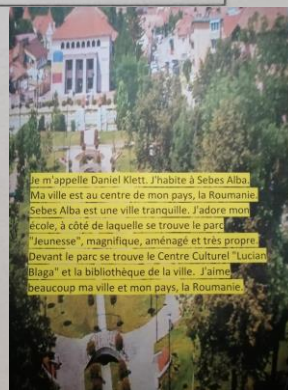 Je m'appelle Daniel Klett. J'habite à Sebes Alba.
Ma ville est au centre de mon pays, la Roumanie.
Sebes Alba est une ville tranquille. J'adore mon
école, à côté de laquelle se trouve le parc
"Jeunesse", magnifique, aménagé et très propre.
Devant le parc se trouve le Centre Culturel "Lucian
Blaga" et la bibliothèque de la ville. J'aime
beaucoup ma ville et mon pays, la Roumanie.